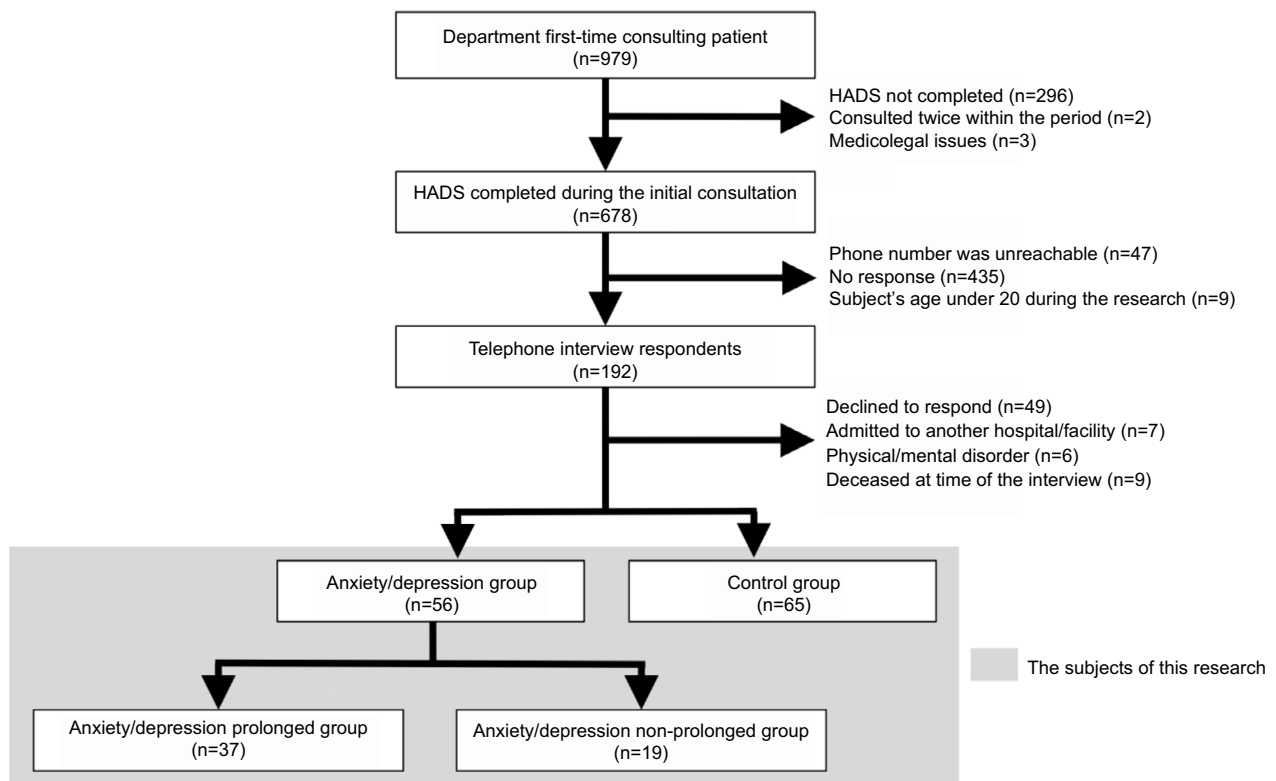 Department first-time consulting patient
(n=979)
HADS not completed (n=296)
Consulted twice within the period (n=2)
Medicolegal issues (n=3)
HADS completed during the initial consultation
(n=678)
Phone number was unreachable (n=47)
No response (n=435)
Subject's age under 20 during the research (n=9)
Telephone interview respondents
(n=192)
Declined to respond (n=49)
Admitted to another hospital/facility (n=7)
Physical/mental disorder (n=6)
Deceased at time of the interview (n=9)
Anxiety/depression group
(n=56)
Control group
(n=65)
The subjects of this research
Anxiety/depression prolonged group
(n=37)
Anxiety/depression non-prolonged group
(n=19)